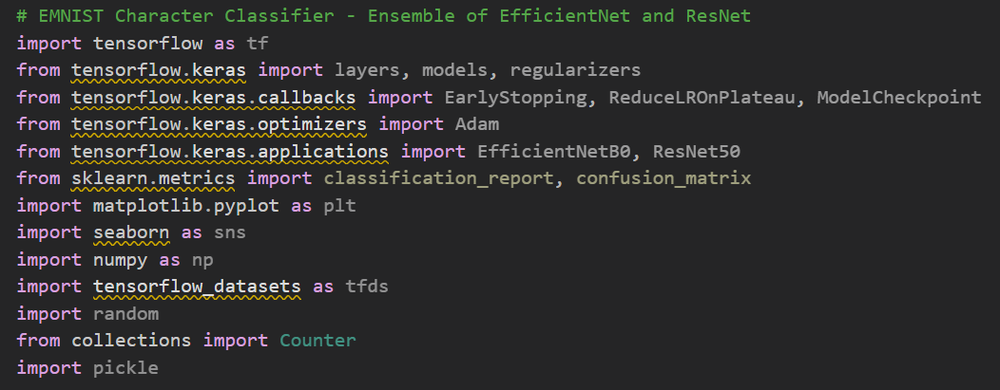 # EMNIST Character Classifier - Ensemble of EfficientNet and ResNet
import tensorflow as tf
from tensorflow.keras import layers, models, regularizers
from tensorflow.keras.callbacks import EarlyStopping, ReduceLROnPlateau, ModelCheckpoint
from tensorflow.keras.optimizers import Adam
from tensorflow.keras.applications import EfficientNetB0, ResNet50
from sklearn.metrics import classification_report, confusion_matrix
import matplotlib.pyplot as plt
import seaborn as sns
import numpy as np
import tensorflow_datasets as tfds
import random
from collections import Counter
import pickle